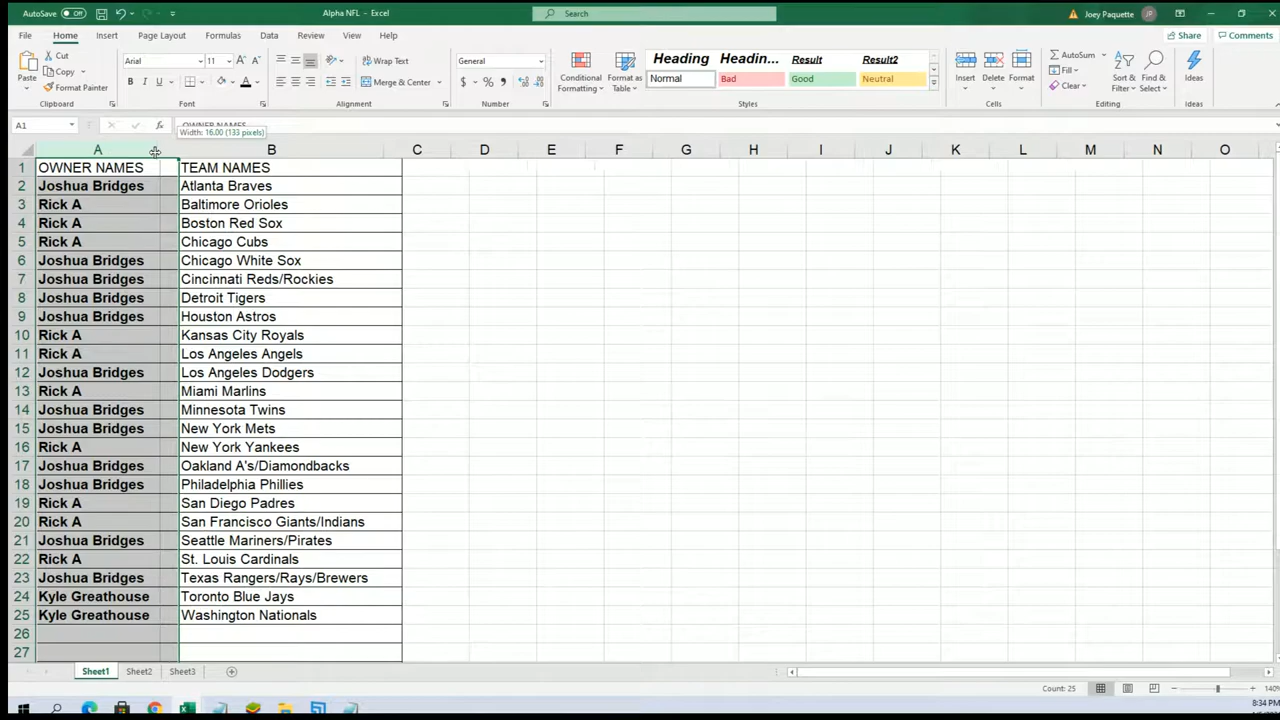 AutoSave Off Alpha NFL - Excel Search Joey Paquette JP
File Home Insert Page Layout Formulas Data Review View Help Share Comments
Paste Cut Copy Format Painter Clipboard
Arial 11 B I U A Font
Wrap Text Merge & Center Alignment
General $ % Number
Conditional Formatting Format as Table
Heading Headin... Result Result2
Normal Bad Good Neutral Styles
Insert Delete Format Cells
AutoSum Fill Clear Sort & Filter Find & Select Editing
Ideas Ideas
A1 fx OWNER NAMES
Width: 16.00 (133 pixels)
A B C D E F G H I J K L M N O
1 OWNER NAMES TEAM NAMES
2 Joshua Bridges Atlanta Braves
3 Rick A Baltimore Orioles
4 Rick A Boston Red Sox
5 Rick A Chicago Cubs
6 Joshua Bridges Chicago White Sox
7 Joshua Bridges Cincinnati Reds/Rockies
8 Joshua Bridges Detroit Tigers
9 Joshua Bridges Houston Astros
10 Rick A Kansas City Royals
11 Rick A Los Angeles Angels
12 Joshua Bridges Los Angeles Dodgers
13 Rick A Miami Marlins
14 Joshua Bridges Minnesota Twins
15 Joshua Bridges New York Mets
16 Rick A New York Yankees
17 Joshua Bridges Oakland A's/Diamondbacks
18 Joshua Bridges Philadelphia Phillies
19 Rick A San Diego Padres
20 Rick A San Francisco Giants/Indians
21 Joshua Bridges Seattle Mariners/Pirates
22 Rick A St. Louis Cardinals
23 Joshua Bridges Texas Rangers/Rays/Brewers
24 Kyle Greathouse Toronto Blue Jays
25 Kyle Greathouse Washington Nationals
26
27
Sheet1 Sheet2 Sheet3
Count: 25 140%
8:34 PM